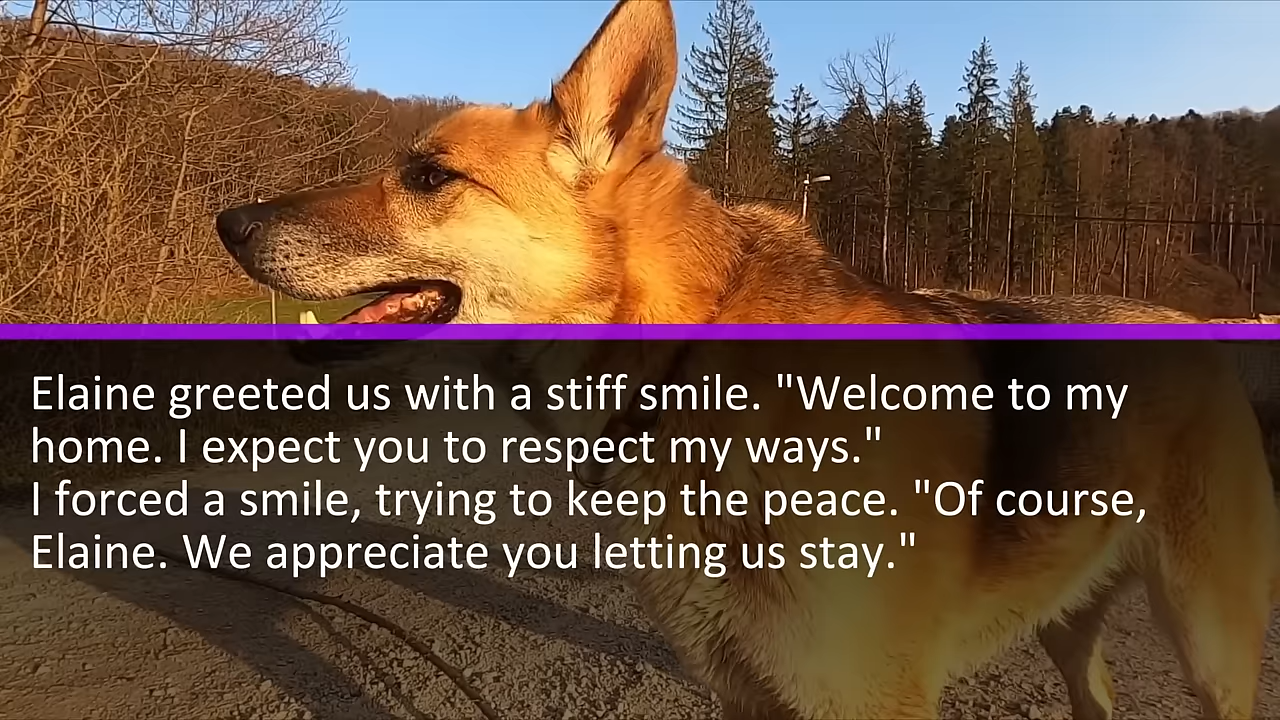 Elaine greeted us with a stiff smile. "Welcome to my
home. I expect you to respect my ways."
I forced a smile, trying to keep the peace. "Of course,
Elaine. We appreciate you letting us stay."